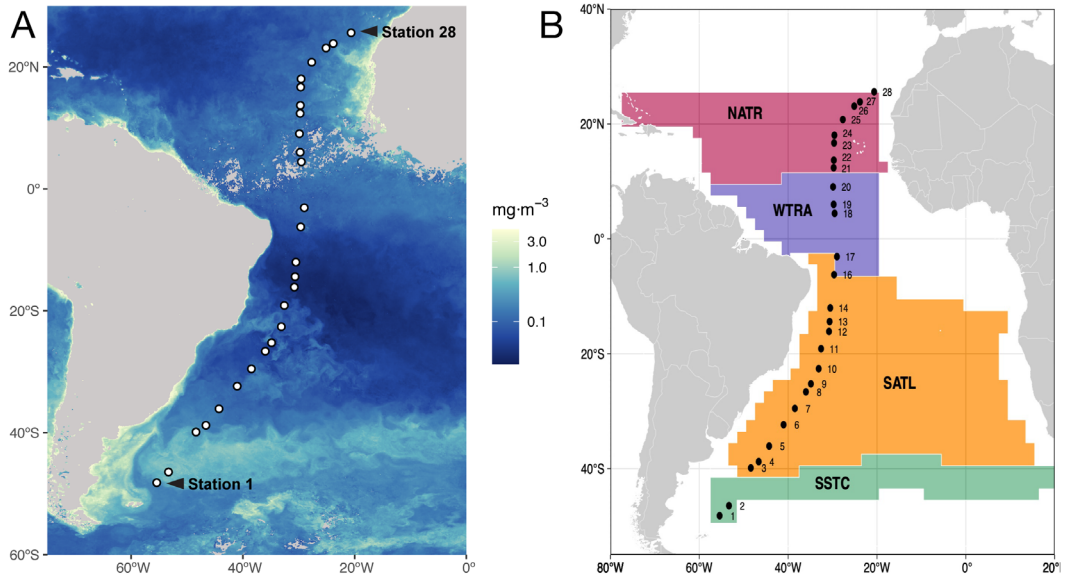 A
Station 28
20°N
0°
20°S
40°S
60°S
Station 1
60°W
40°W
20°W
0°
mg·m⁻³
3.0
1.0
0.1
B
40°N
20°N
0°
20°S
40°S
NATR
WTRA
SATL
SSTC
28
27
26
25
24
23
22
21
20
19
18
17
16
14
13
12
11
10
9
8
7
6
5
4
3
2
1
80°W
60°W
40°W
20°W
0°
20°